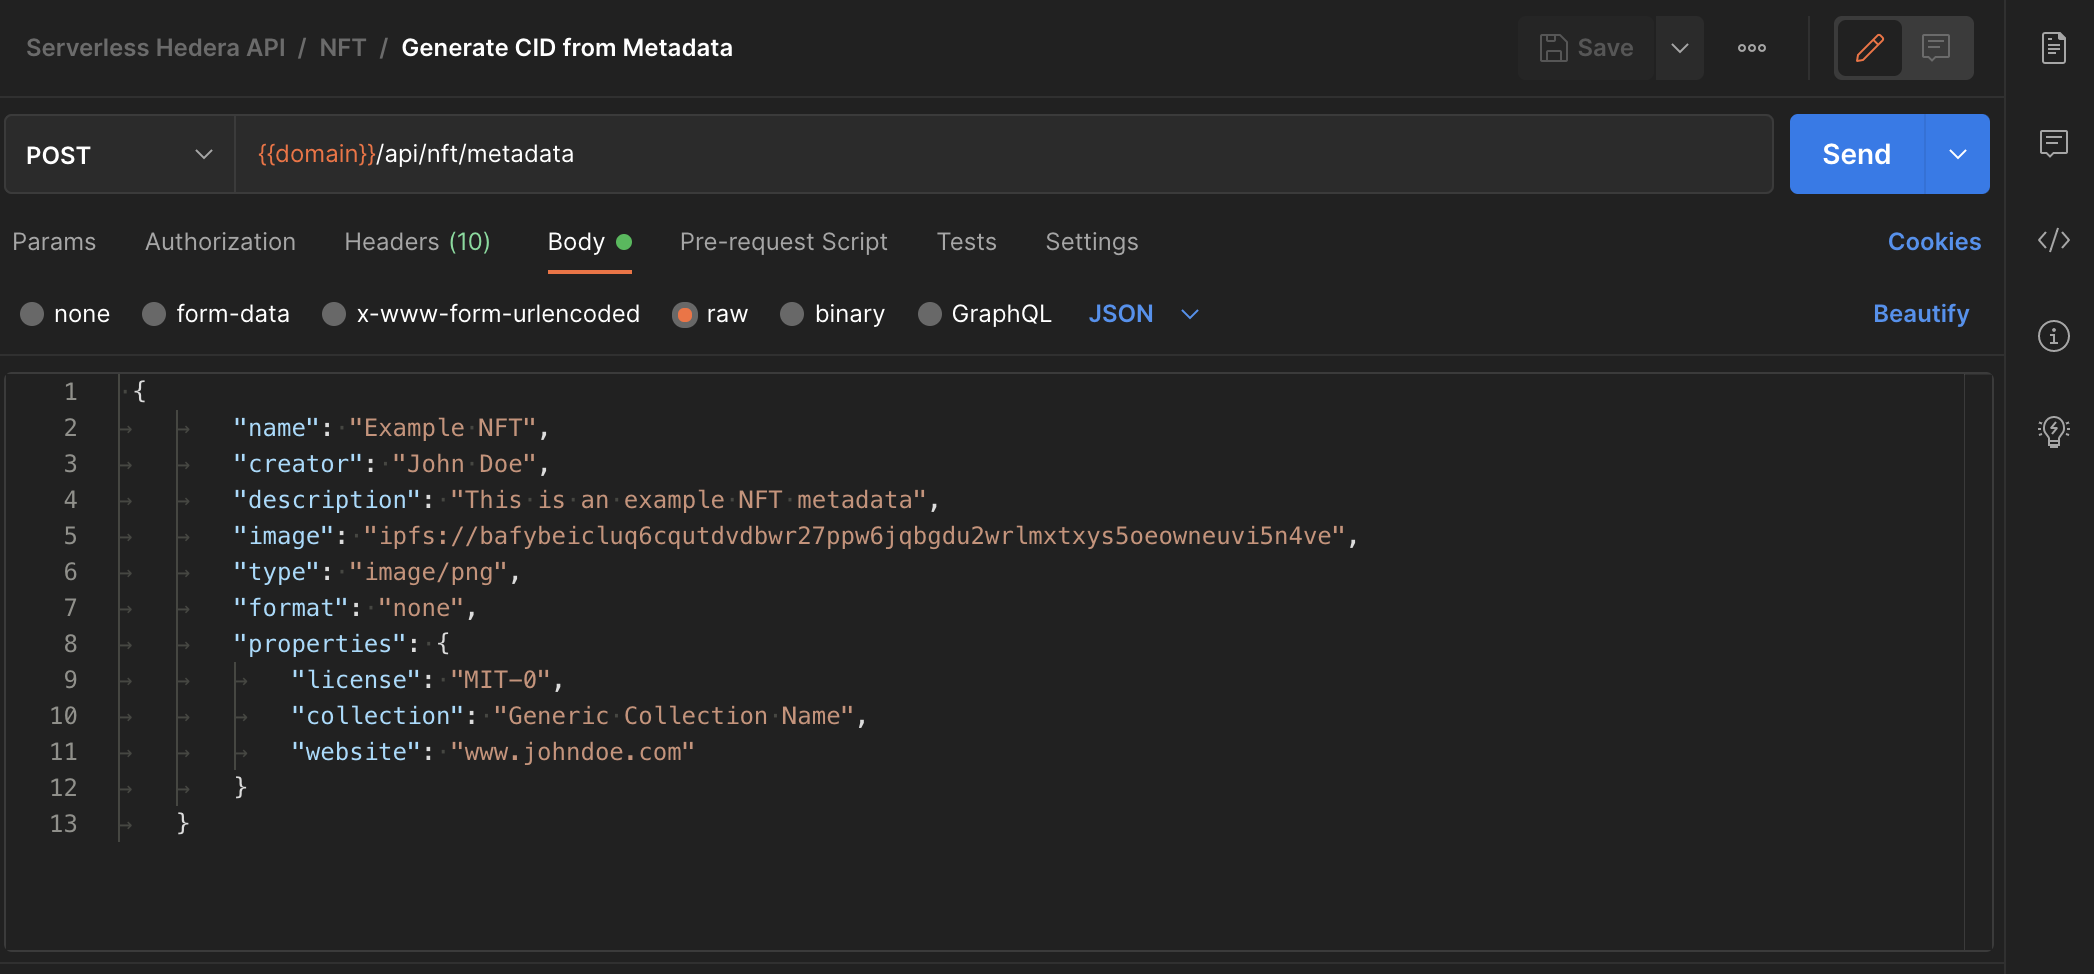 Serverless Hedera API / NFT / Generate CID from Metadata
Save
POST
{{domain}}/api/nft/metadata
Send
Params Authorization Headers (10) Body Pre-request Script Tests Settings Cookies
none form-data x-www-form-urlencoded raw binary GraphQL JSON Beautify
1 {
2 "name": "Example NFT",
3 "creator": "John Doe",
4 "description": "This is an example NFT metadata",
5 "image": "ipfs://bafybeicluq6cqutdvdbwr27ppw6jqbgdu2wrlmxtxys5oeowneuvi5n4ve",
6 "type": "image/png",
7 "format": "none",
8 "properties": {
9 "license": "MIT-0",
10 "collection": "Generic Collection Name",
11 "website": "www.johndoe.com"
12 }
13 }